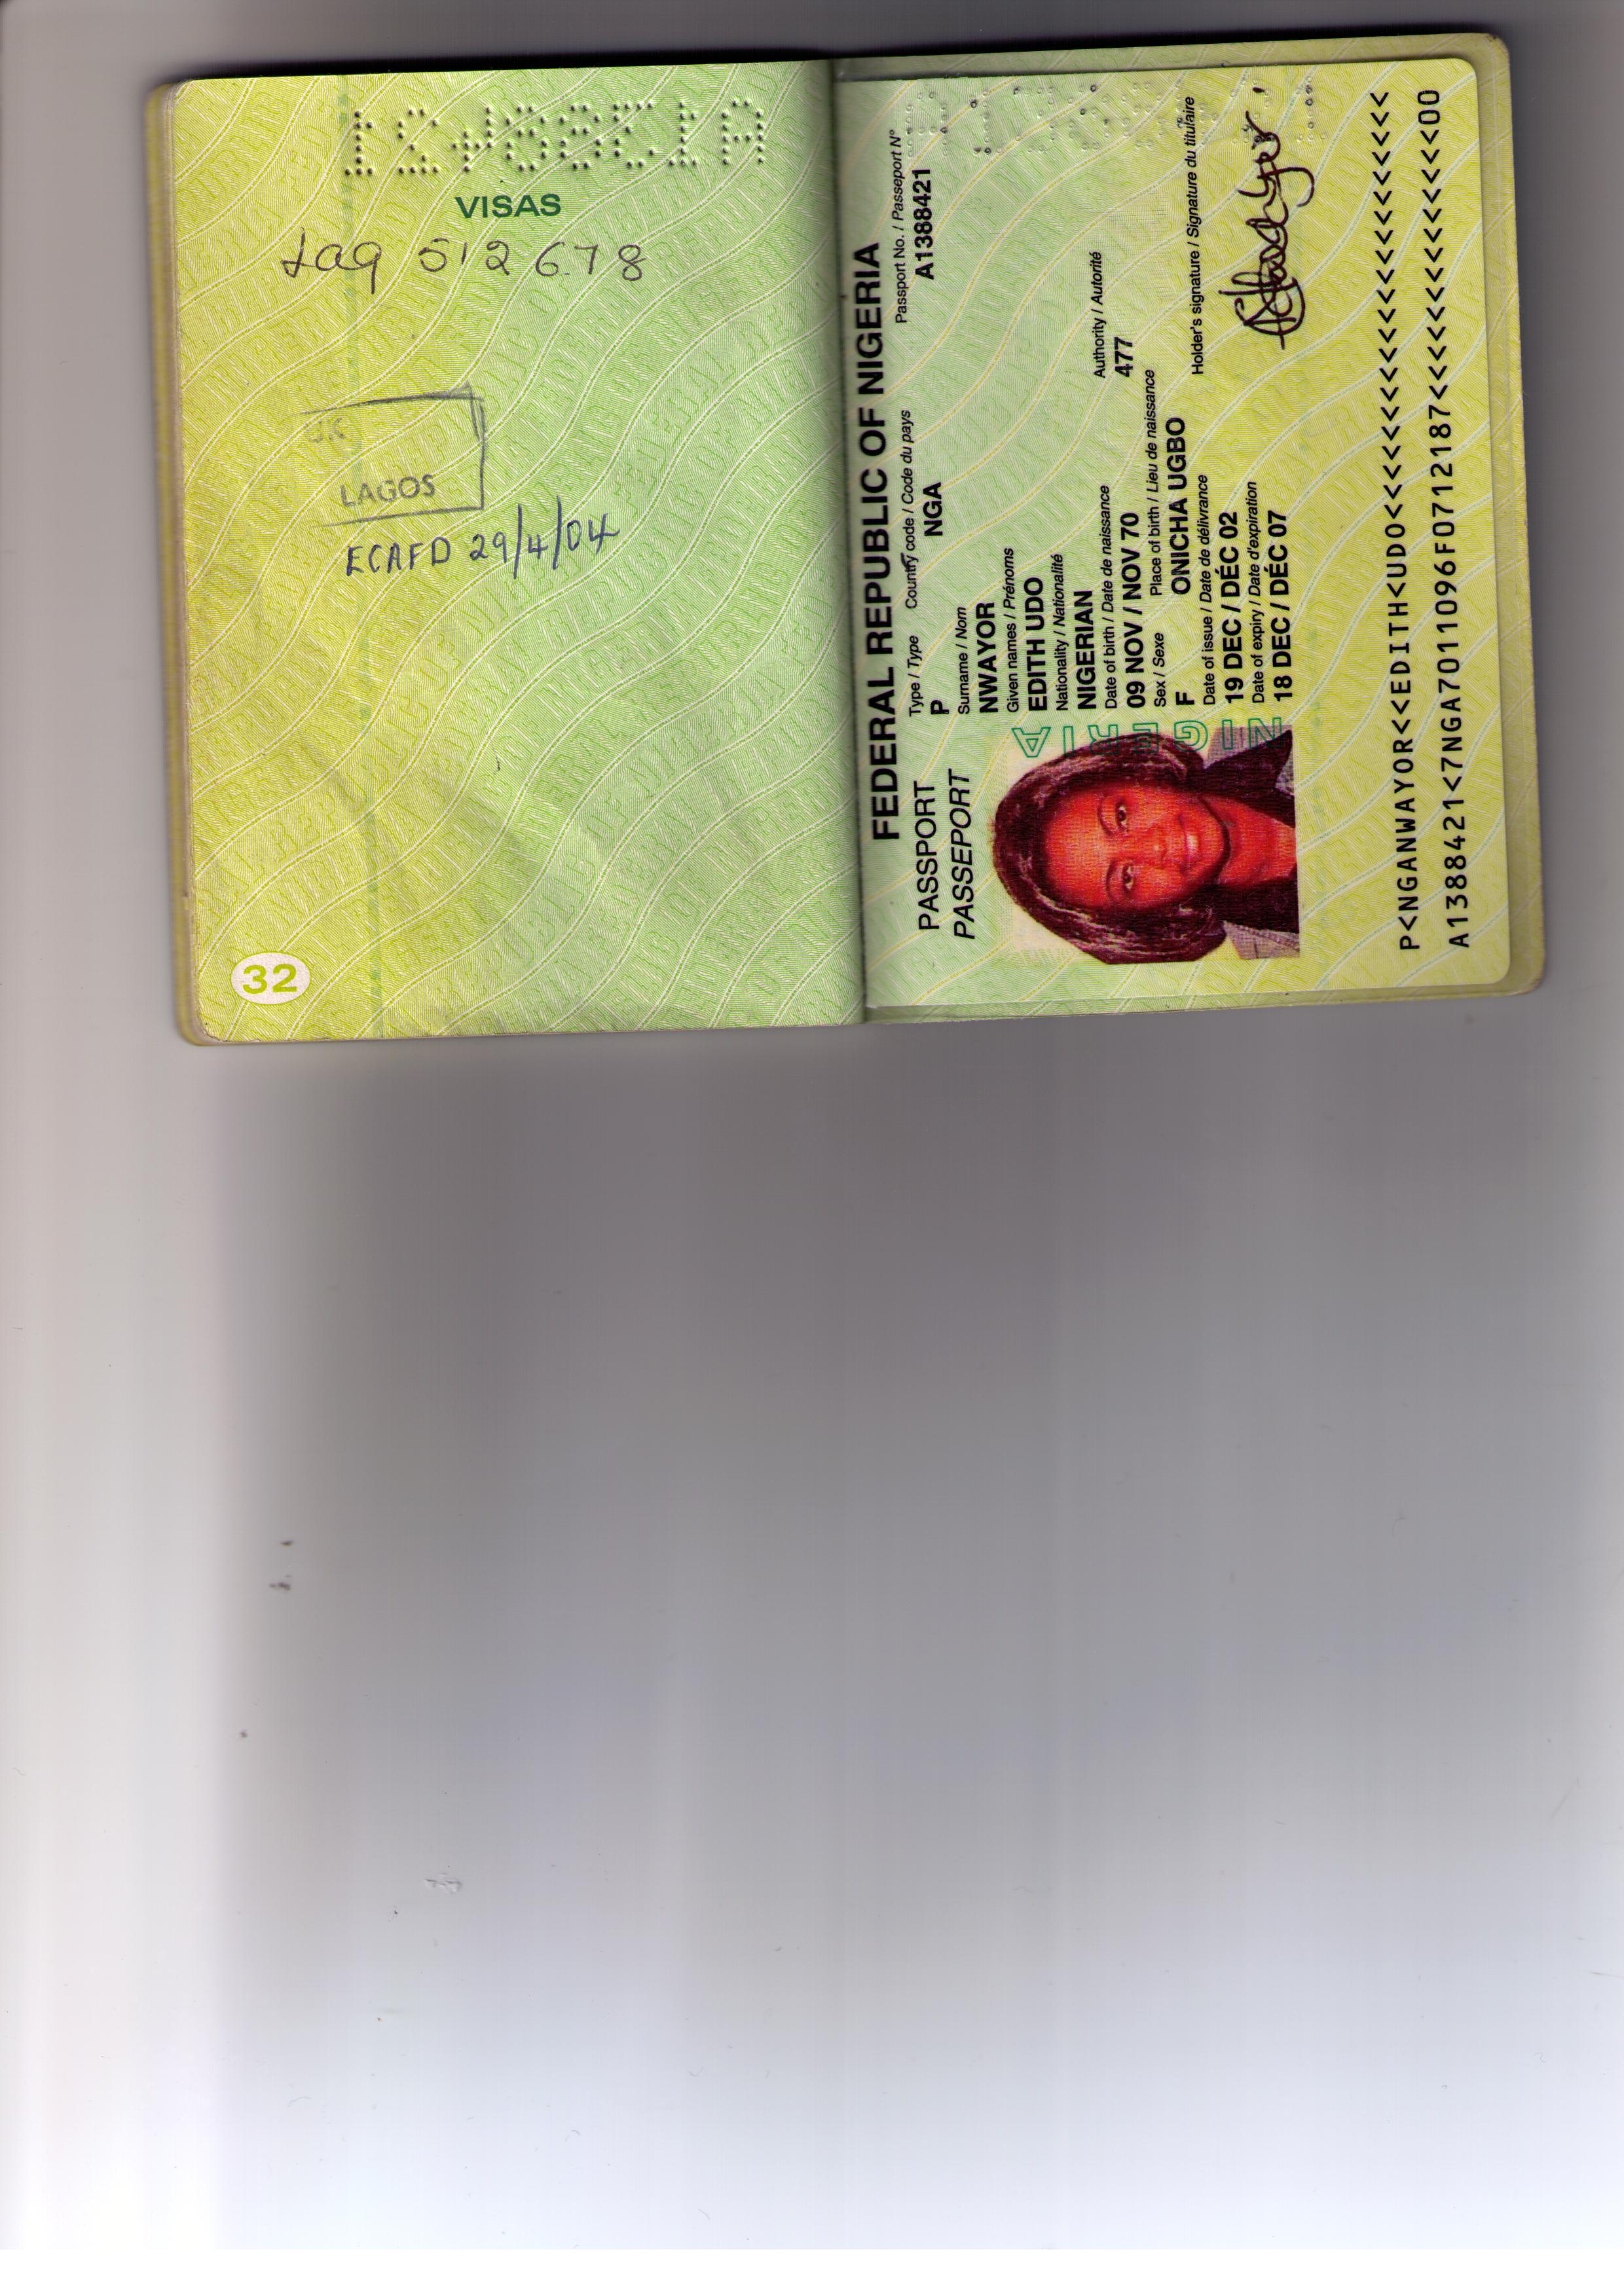 A1388421
VISAS
Lag 512678
LAGOS
ECAFD 29/4/04
32
FEDERAL REPUBLIC OF NIGERIA
PASSPORT
PASSEPORT
Type / Type
Country code / Code du pays
Passport No. / Passeport N°
P
NGA
A1388421
Surname / Nom
NWAYOR
Given names / Prénoms
EDITH UDO
Nationality / Nationalité
NIGERIAN
Date of birth / Date de naissance
Authority / Autorité
09 NOV / NOV 70
477
Sex / Sexe
Place of birth / Lieu de naissance
F
ONICHA UGBO
Date of issue / Date de délivrance
Holder's signature / Signature du titulaire
19 DEC / DÉC 02
Date of expiry / Date d'expiration
18 DEC / DÉC 07
NIGERIA
P<NGANWAYOR<<EDITH<UDO<<<<<<<<<<<<<<<<<<<<<<
A1388421<7NGA7011096F0712187<<<<<<<<<<<<<<00